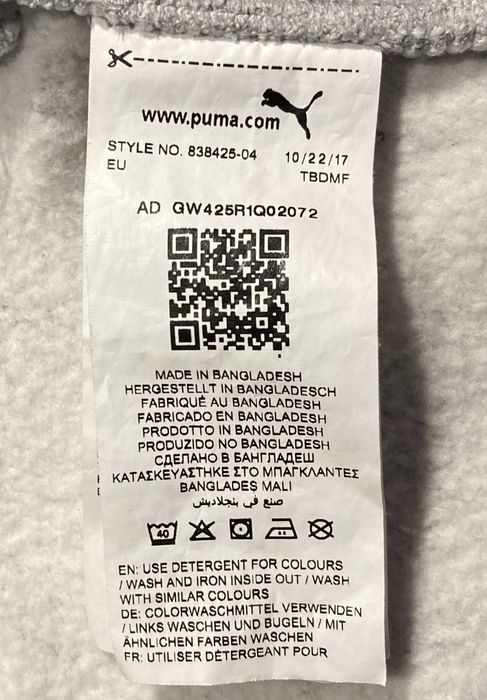 www.puma.com
STYLE NO. 838425-04 10/22/17
EU TBDMF
AD GW425R1Q02072
MADE IN BANGLADESH
HERGESTELLT IN BANGLADESCH
FABRIQUÉ AU BANGLADESH
FABRICADO EN BANGLADESH
PRODOTTO IN BANGLADESH
PRODUZIDO NO BANGLADESH
СДЕЛАНО В БАНГЛАДЕШ
ΚΑΤΑΣΚΕΥΑΣΤΗΚΕ ΣΤΟ ΜΠΑΓΚΛΑΝΤΕΣ
BANGLADEŞ MALI
صنع في بنجلاديش
40
EN: USE DETERGENT FOR COLOURS
/ WASH AND IRON INSIDE OUT / WASH
WITH SIMILAR COLOURS
DE: COLORWASCHMITTEL VERWENDEN
/ LINKS WASCHEN UND BUGELN / MIT
ÄHNLICHEN FARBEN WASCHEN
FR: UTILISER DÉTERGENT POUR